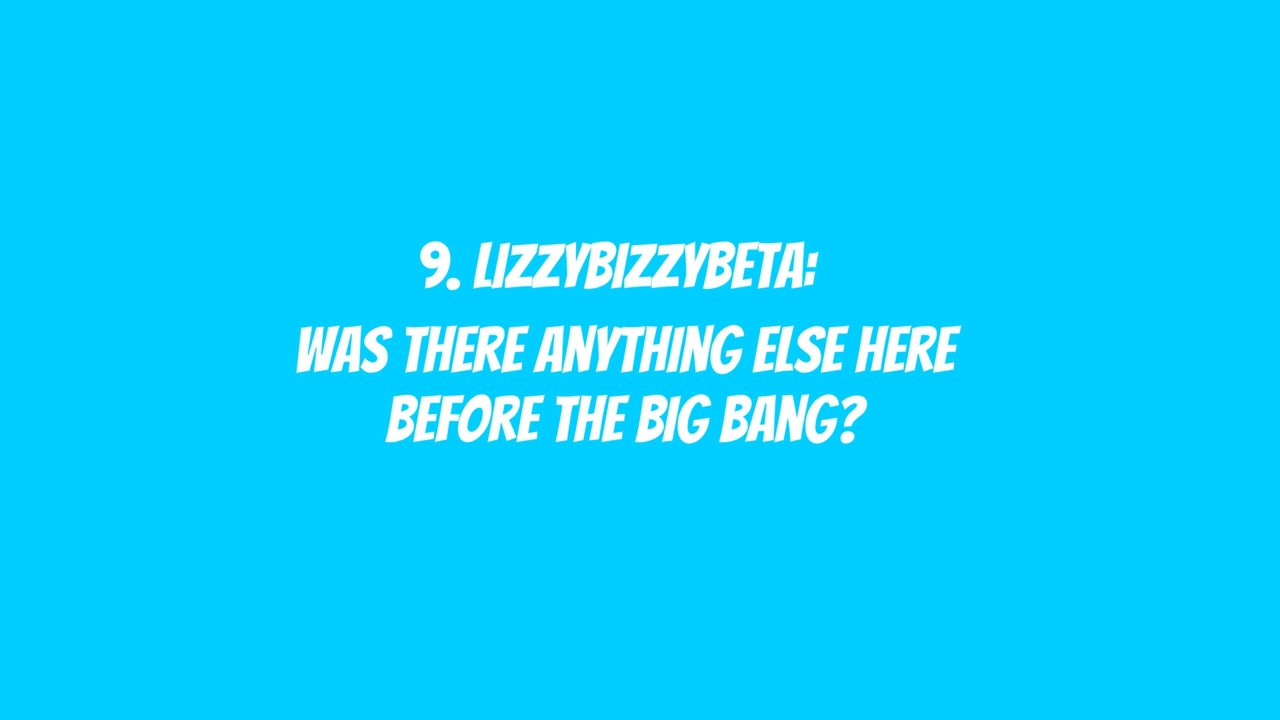 9. LIZZYBIZZYBETA:
WAS THERE ANYTHING ELSE HERE
BEFORE THE BIG BANG?